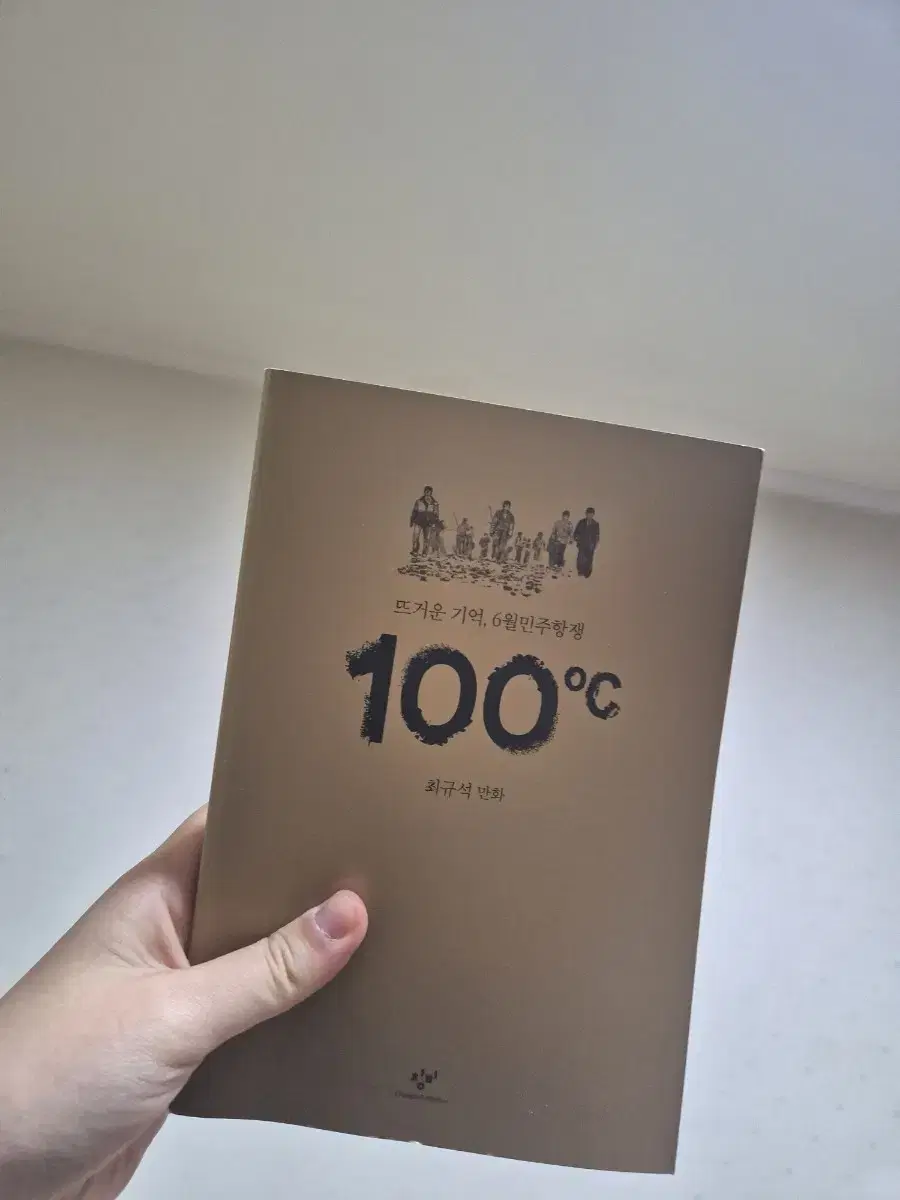 뜨거운 기억, 6월민주항쟁
100℃
최규석 만화
창비